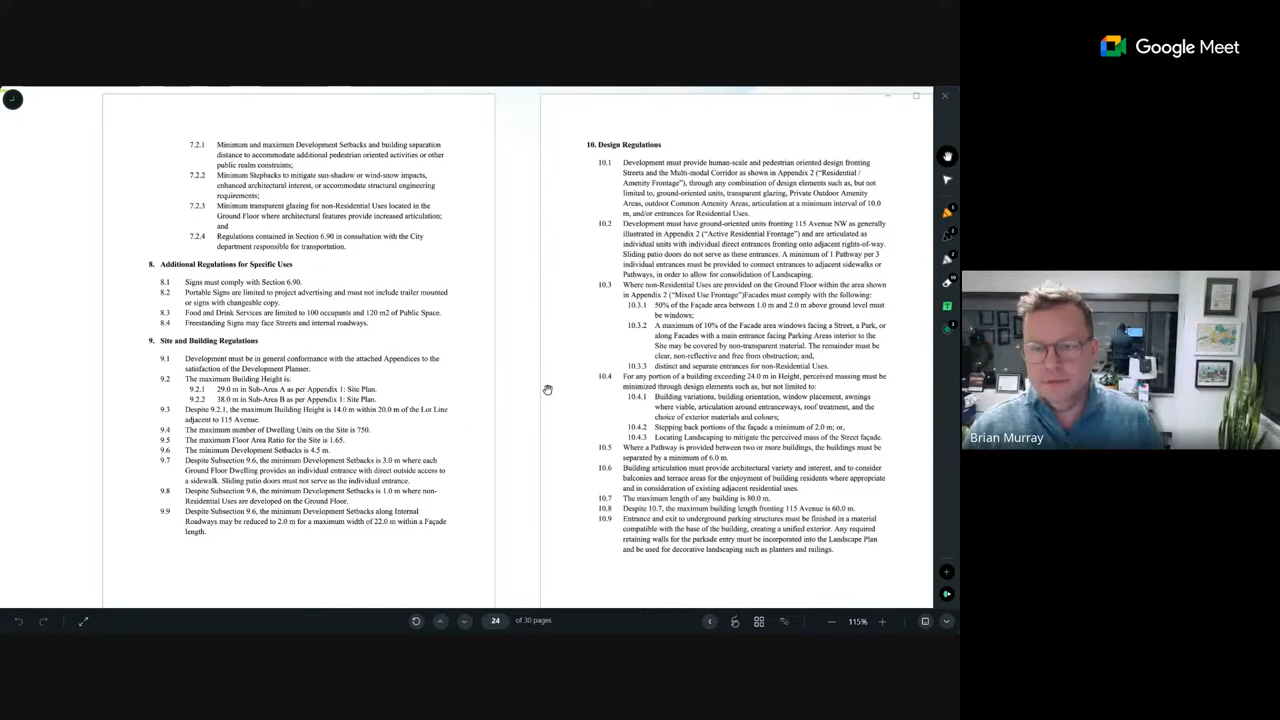 Google Meet
7.2.1 Minimum and maximum Development Setbacks and building separation
distance to accommodate additional pedestrian oriented activities or other
public realm constraints;
7.2.2 Minimum Stepbacks to mitigate sun-shadow or wind-snow impacts,
enhanced architectural interest, or accommodate structural engineering
requirements;
7.2.3 Minimum transparent glazing for non-Residential Uses located in the
Ground Floor where architectural features provide increased articulation;
and
7.2.4 Regulations contained in Section 6.90 in consultation with the City
department responsible for transportation.
8. Additional Regulations for Specific Uses
8.1 Signs must comply with Section 6.90.
8.2 Portable Signs are limited to project advertising and must not include trailer mounted
or signs with changeable copy.
8.3 Food and Drink Services are limited to 100 occupants and 120 m2 of Public Space.
8.4 Freestanding Signs may face Streets and internal roadways.
9. Site and Building Regulations
9.1 Development must be in general conformance with the attached Appendices to the
satisfaction of the Development Planner.
9.2 The maximum Building Height is:
9.2.1 29.0 m in Sub-Area A as per Appendix 1: Site Plan.
9.2.2 38.0 m in Sub-Area B as per Appendix 1: Site Plan.
9.3 Despite 9.2.1, the maximum Building Height is 14.0 m within 20.0 m of the Lot Line
adjacent to 115 Avenue.
9.4 The maximum number of Dwelling Units on the Site is 750.
9.5 The maximum Floor Area Ratio for the Site is 1.65.
9.6 The minimum Development Setbacks is 4.5 m.
9.7 Despite Subsection 9.6, the minimum Development Setbacks is 3.0 m where each
Ground Floor Dwelling provides an individual entrance with direct outside access to
a sidewalk. Sliding patio doors must not serve as the individual entrance.
9.8 Despite Subsection 9.6, the minimum Development Setbacks is 1.0 m where non-
Residential Uses are developed on the Ground Floor.
9.9 Despite Subsection 9.6, the minimum Development Setbacks along Internal
Roadways may be reduced to 2.0 m for a maximum width of 22.0 m within a Façade
length.
10. Design Regulations
10.1 Development must provide human-scale and pedestrian oriented design fronting
Streets and the Multi-modal Corridor as shown in Appendix 2 ("Residential /
Amenity Frontage"), through any combination of design elements such as, but not
limited to, ground-oriented units, transparent glazing, Private Outdoor Amenity
Areas, outdoor Common Amenity Areas, articulation at a minimum interval of 10.0
m, and/or entrances for Residential Uses.
10.2 Development must have ground-oriented units fronting 115 Avenue NW as generally
illustrated in Appendix 2 ("Active Residential Frontage") and are articulated as
individual units with individual direct entrances fronting onto adjacent rights-of-way.
Sliding patio doors do not serve as these entrances. A minimum of 1 Pathway per 3
individual entrances must be provided to connect entrances to adjacent sidewalks or
Pathways, in order to allow for consolidation of Landscaping.
10.3 Where non-Residential Uses are provided on the Ground Floor within the area shown
in Appendix 2 ("Mixed Use Frontage")Facades must comply with the following:
10.3.1 50% of the Façade area between 1.0 m and 2.0 m above ground level must
be windows;
10.3.2 A maximum of 10% of the Facade area windows facing a Street, a Park, or
along Facades with a main entrance facing Parking Areas interior to the
Site may be covered by non-transparent material. The remainder must be
clear, non-reflective and free from obstruction; and,
10.3.3 distinct and separate entrances for non-Residential Uses.
10.4 For any portion of a building exceeding 24.0 m in Height, perceived massing must be
minimized through design elements such as, but not limited to:
10.4.1 Building variations, building orientation, window placement, awnings
where viable, articulation around entranceways, roof treatment, and the
choice of exterior materials and colours;
10.4.2 Stepping back portions of the façade a minimum of 2.0 m; or,
10.4.3 Locating Landscaping to mitigate the perceived mass of the Street façade.
10.5 Where a Pathway is provided between two or more buildings, the buildings must be
separated by a minimum of 6.0 m.
10.6 Building articulation must provide architectural variety and interest, and to consider
balconies and terrace areas for the enjoyment of building residents where appropriate
and in consideration of existing adjacent residential uses.
10.7 The maximum length of any building is 80.0 m.
10.8 Despite 10.7, the maximum building length fronting 115 Avenue is 60.0 m.
10.9 Entrance and exit to underground parking structures must be finished in a material
compatible with the base of the building, creating a unified exterior. Any required
retaining walls for the parkade entry must be incorporated into the Landscape Plan
and be used for decorative landscaping such as planters and railings.
Brian Murray
24 of 30 pages
115%